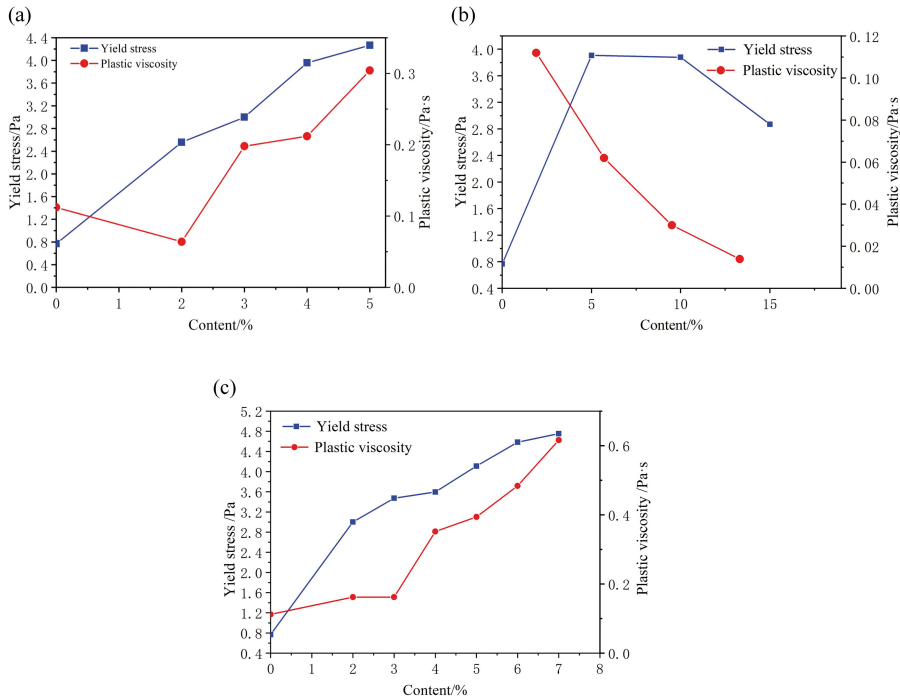 (a)
Yield stress
Plastic viscosity
4.4
4.0
3.6
3.2
2.8
2.4
2.0
1.6
1.2
0.8
0.4
0.0
Yield stress/Pa
0.3
0.2
0.1
0.0
Plastic viscosity/Pa·s
0 1 2 3 4 5
Content/%
(b)
Yield stress
Plastic viscosity
4.0
3.6
3.2
2.8
2.4
2.0
1.6
1.2
0.8
0.4
Yield stress/Pa
0.12
0.10
0.08
0.06
0.04
0.02
0.00
Plastic viscosity/Pa·s
0 5 10 15
Content/%
(c)
Yield stress
Plastic viscosity
5.2
4.8
4.4
4.0
3.6
3.2
2.8
2.4
2.0
1.6
1.2
0.8
0.4
Yield stress /Pa
0.6
0.4
0.2
0.0
Plastic viscosity /Pa·s
0 1 2 3 4 5 6 7 8
Content/%